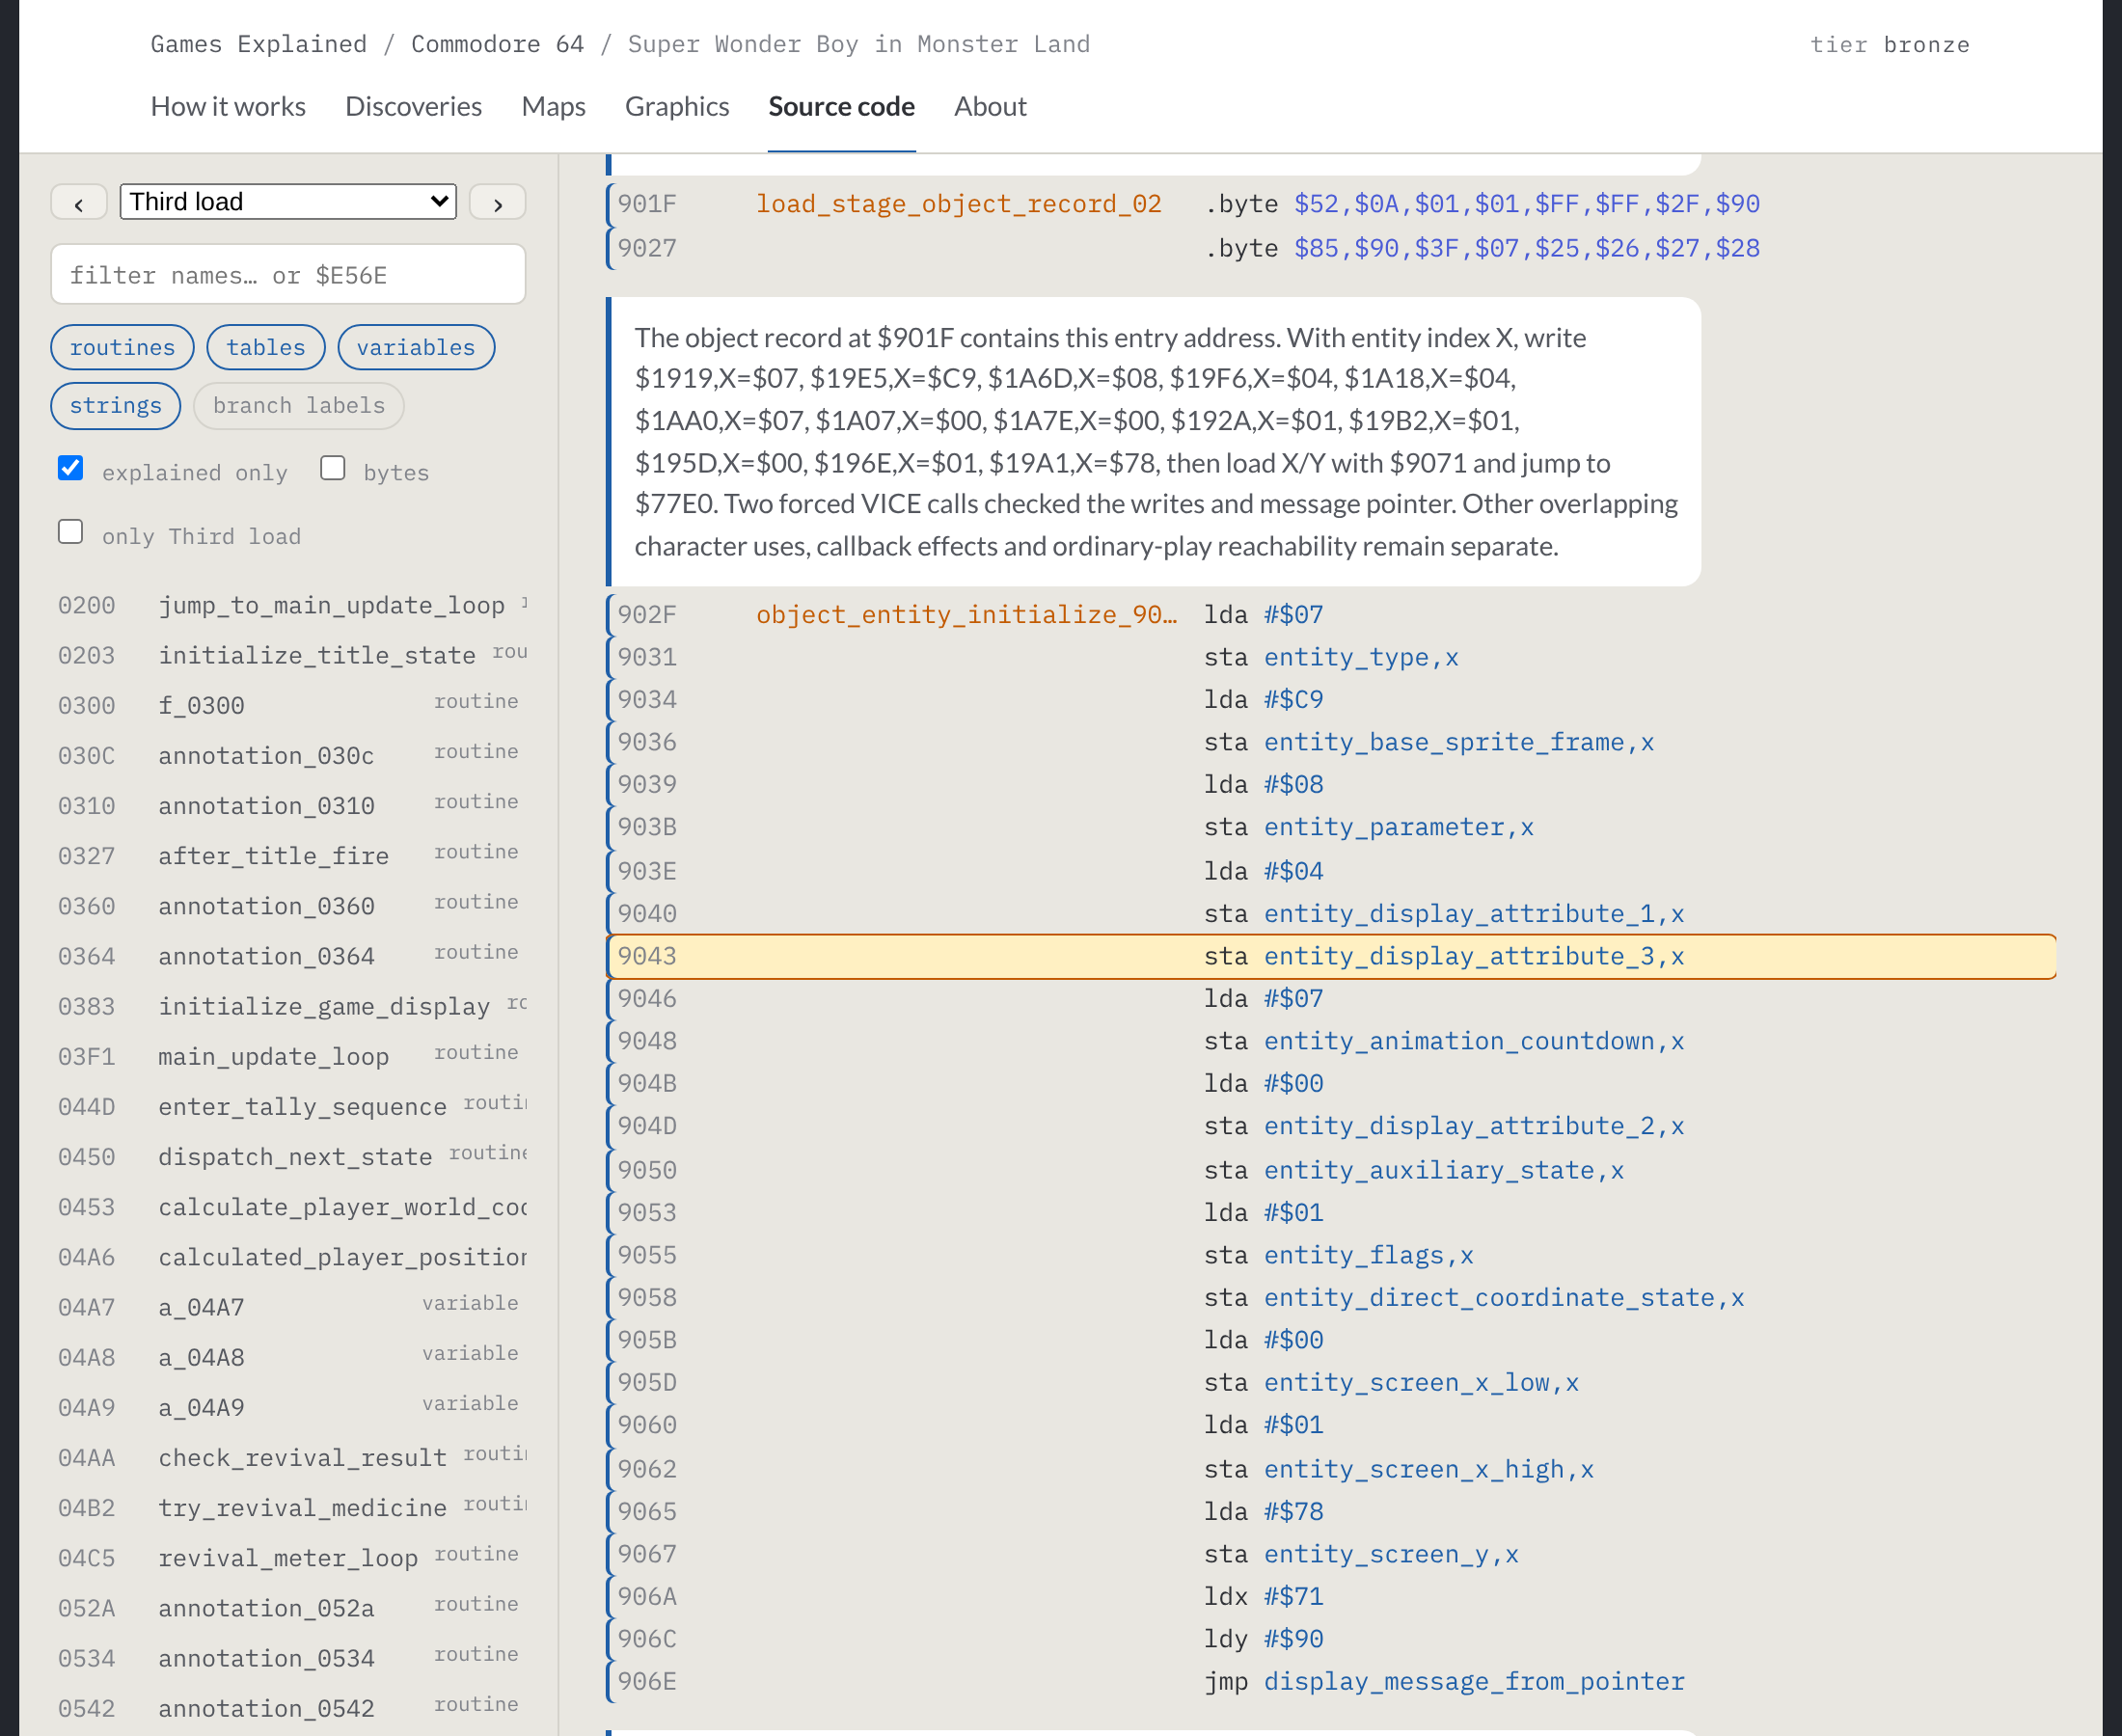 Games Explained / Commodore 64 / Super Wonder Boy in Monster Land
tier bronze
How it works Discoveries Maps Graphics Source code About
‹ Third load ›
filter names… or $E56E
routines tables variables
strings branch labels
explained only bytes
only Third load
0200 jump_to_main_update_loop
0203 initialize_title_state rou
0300 f_0300 routine
030C annotation_030c routine
0310 annotation_0310 routine
0327 after_title_fire routine
0360 annotation_0360 routine
0364 annotation_0364 routine
0383 initialize_game_display ro
03F1 main_update_loop routine
044D enter_tally_sequence routi
0450 dispatch_next_state routine
0453 calculate_player_world_coo
04A6 calculated_player_position
04A7 a_04A7 variable
04A8 a_04A8 variable
04A9 a_04A9 variable
04AA check_revival_result routi
04B2 try_revival_medicine routi
04C5 revival_meter_loop routine
052A annotation_052a routine
0534 annotation_0534 routine
0542 annotation_0542 routine
901F load_stage_object_record_02 .byte $52,$0A,$01,$01,$FF,$FF,$2F,$90
9027 .byte $85,$90,$3F,$07,$25,$26,$27,$28
The object record at $901F contains this entry address. With entity index X, write
$1919,X=$07, $19E5,X=$C9, $1A6D,X=$08, $19F6,X=$04, $1A18,X=$04,
$1AA0,X=$07, $1A07,X=$00, $1A7E,X=$00, $192A,X=$01, $19B2,X=$01,
$195D,X=$00, $196E,X=$01, $19A1,X=$78, then load X/Y with $9071 and jump to
$77E0. Two forced VICE calls checked the writes and message pointer. Other overlapping
character uses, callback effects and ordinary-play reachability remain separate.
902F object_entity_initialize_90… lda #$07
9031 sta entity_type,x
9034 lda #$C9
9036 sta entity_base_sprite_frame,x
9039 lda #$08
903B sta entity_parameter,x
903E lda #$04
9040 sta entity_display_attribute_1,x
9043 sta entity_display_attribute_3,x
9046 lda #$07
9048 sta entity_animation_countdown,x
904B lda #$00
904D sta entity_display_attribute_2,x
9050 sta entity_auxiliary_state,x
9053 lda #$01
9055 sta entity_flags,x
9058 sta entity_direct_coordinate_state,x
905B lda #$00
905D sta entity_screen_x_low,x
9060 lda #$01
9062 sta entity_screen_x_high,x
9065 lda #$78
9067 sta entity_screen_y,x
906A ldx #$71
906C ldy #$90
906E jmp display_message_from_pointer